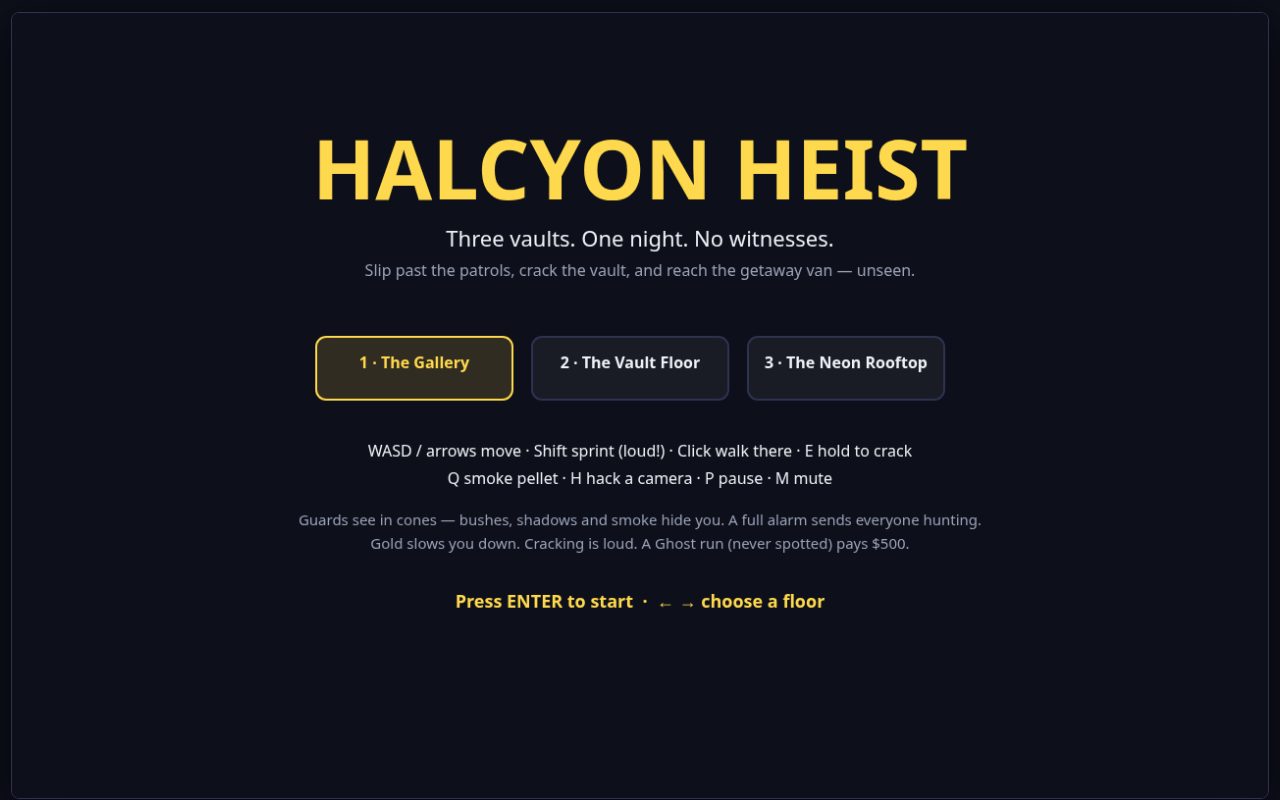 HALCYON HEIST
Three vaults. One night. No witnesses.
Slip past the patrols, crack the vault, and reach the getaway van — unseen.
1 · The Gallery
2 · The Vault Floor
3 · The Neon Rooftop
WASD / arrows move · Shift sprint (loud!) · Click walk there · E hold to crack
Q smoke pellet · H hack a camera · P pause · M mute
Guards see in cones — bushes, shadows and smoke hide you. A full alarm sends everyone hunting.
Gold slows you down. Cracking is loud. A Ghost run (never spotted) pays $500.
Press ENTER to start · ← → choose a floor